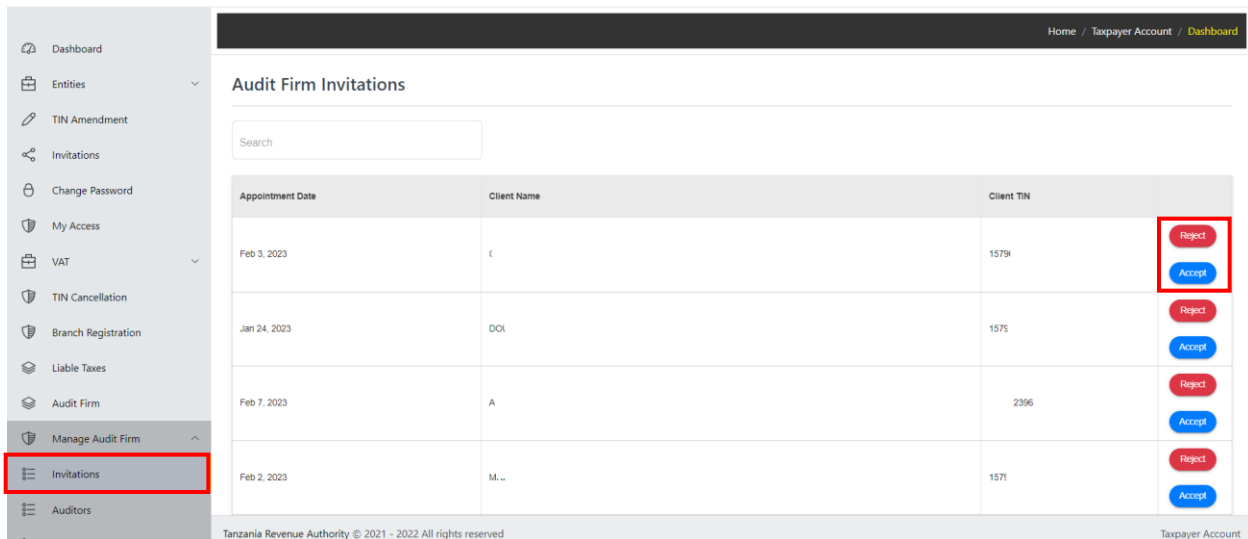 Home / Taxpayer Account / Dashboard
Dashboard
Entities
TIN Amendment
Invitations
Change Password
My Access
VAT
TIN Cancellation
Branch Registration
Liable Taxes
Audit Firm
Manage Audit Firm
Invitations
Auditors
Audit Firm Invitations
Search
Appointment Date Client Name Client TIN
Reject
Feb 3, 2023
Accept
Reject
Jan 24, 2023 1579
Accept
Reject
Feb 7, 2023 A 2396
Accept
Reject
Feb 2, 2023
Accept
Tanzania Revenue Authority © 2021 - 2022 All rights reserved Taxpayer Account